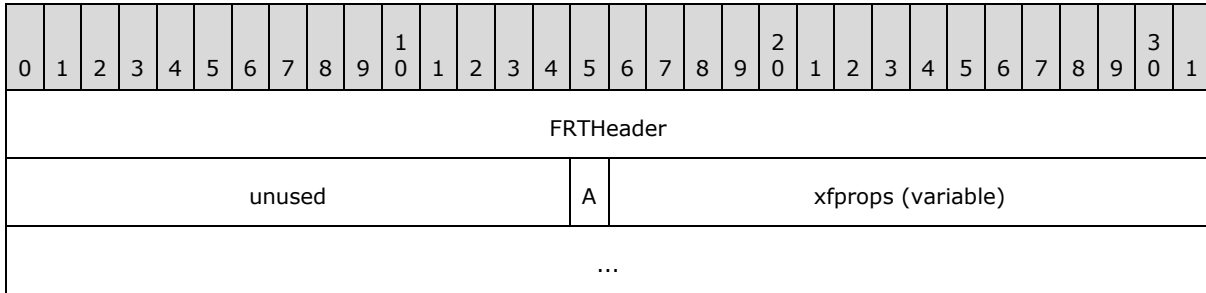 0 1 2 3 4 5 6 7 8 9 1 0 1 2 3 4 5 6 7 8 9 2 0 1 2 3 4 5 6 7 8 9 3 0 1
FRTHeader
unused A xfprops (variable)
...